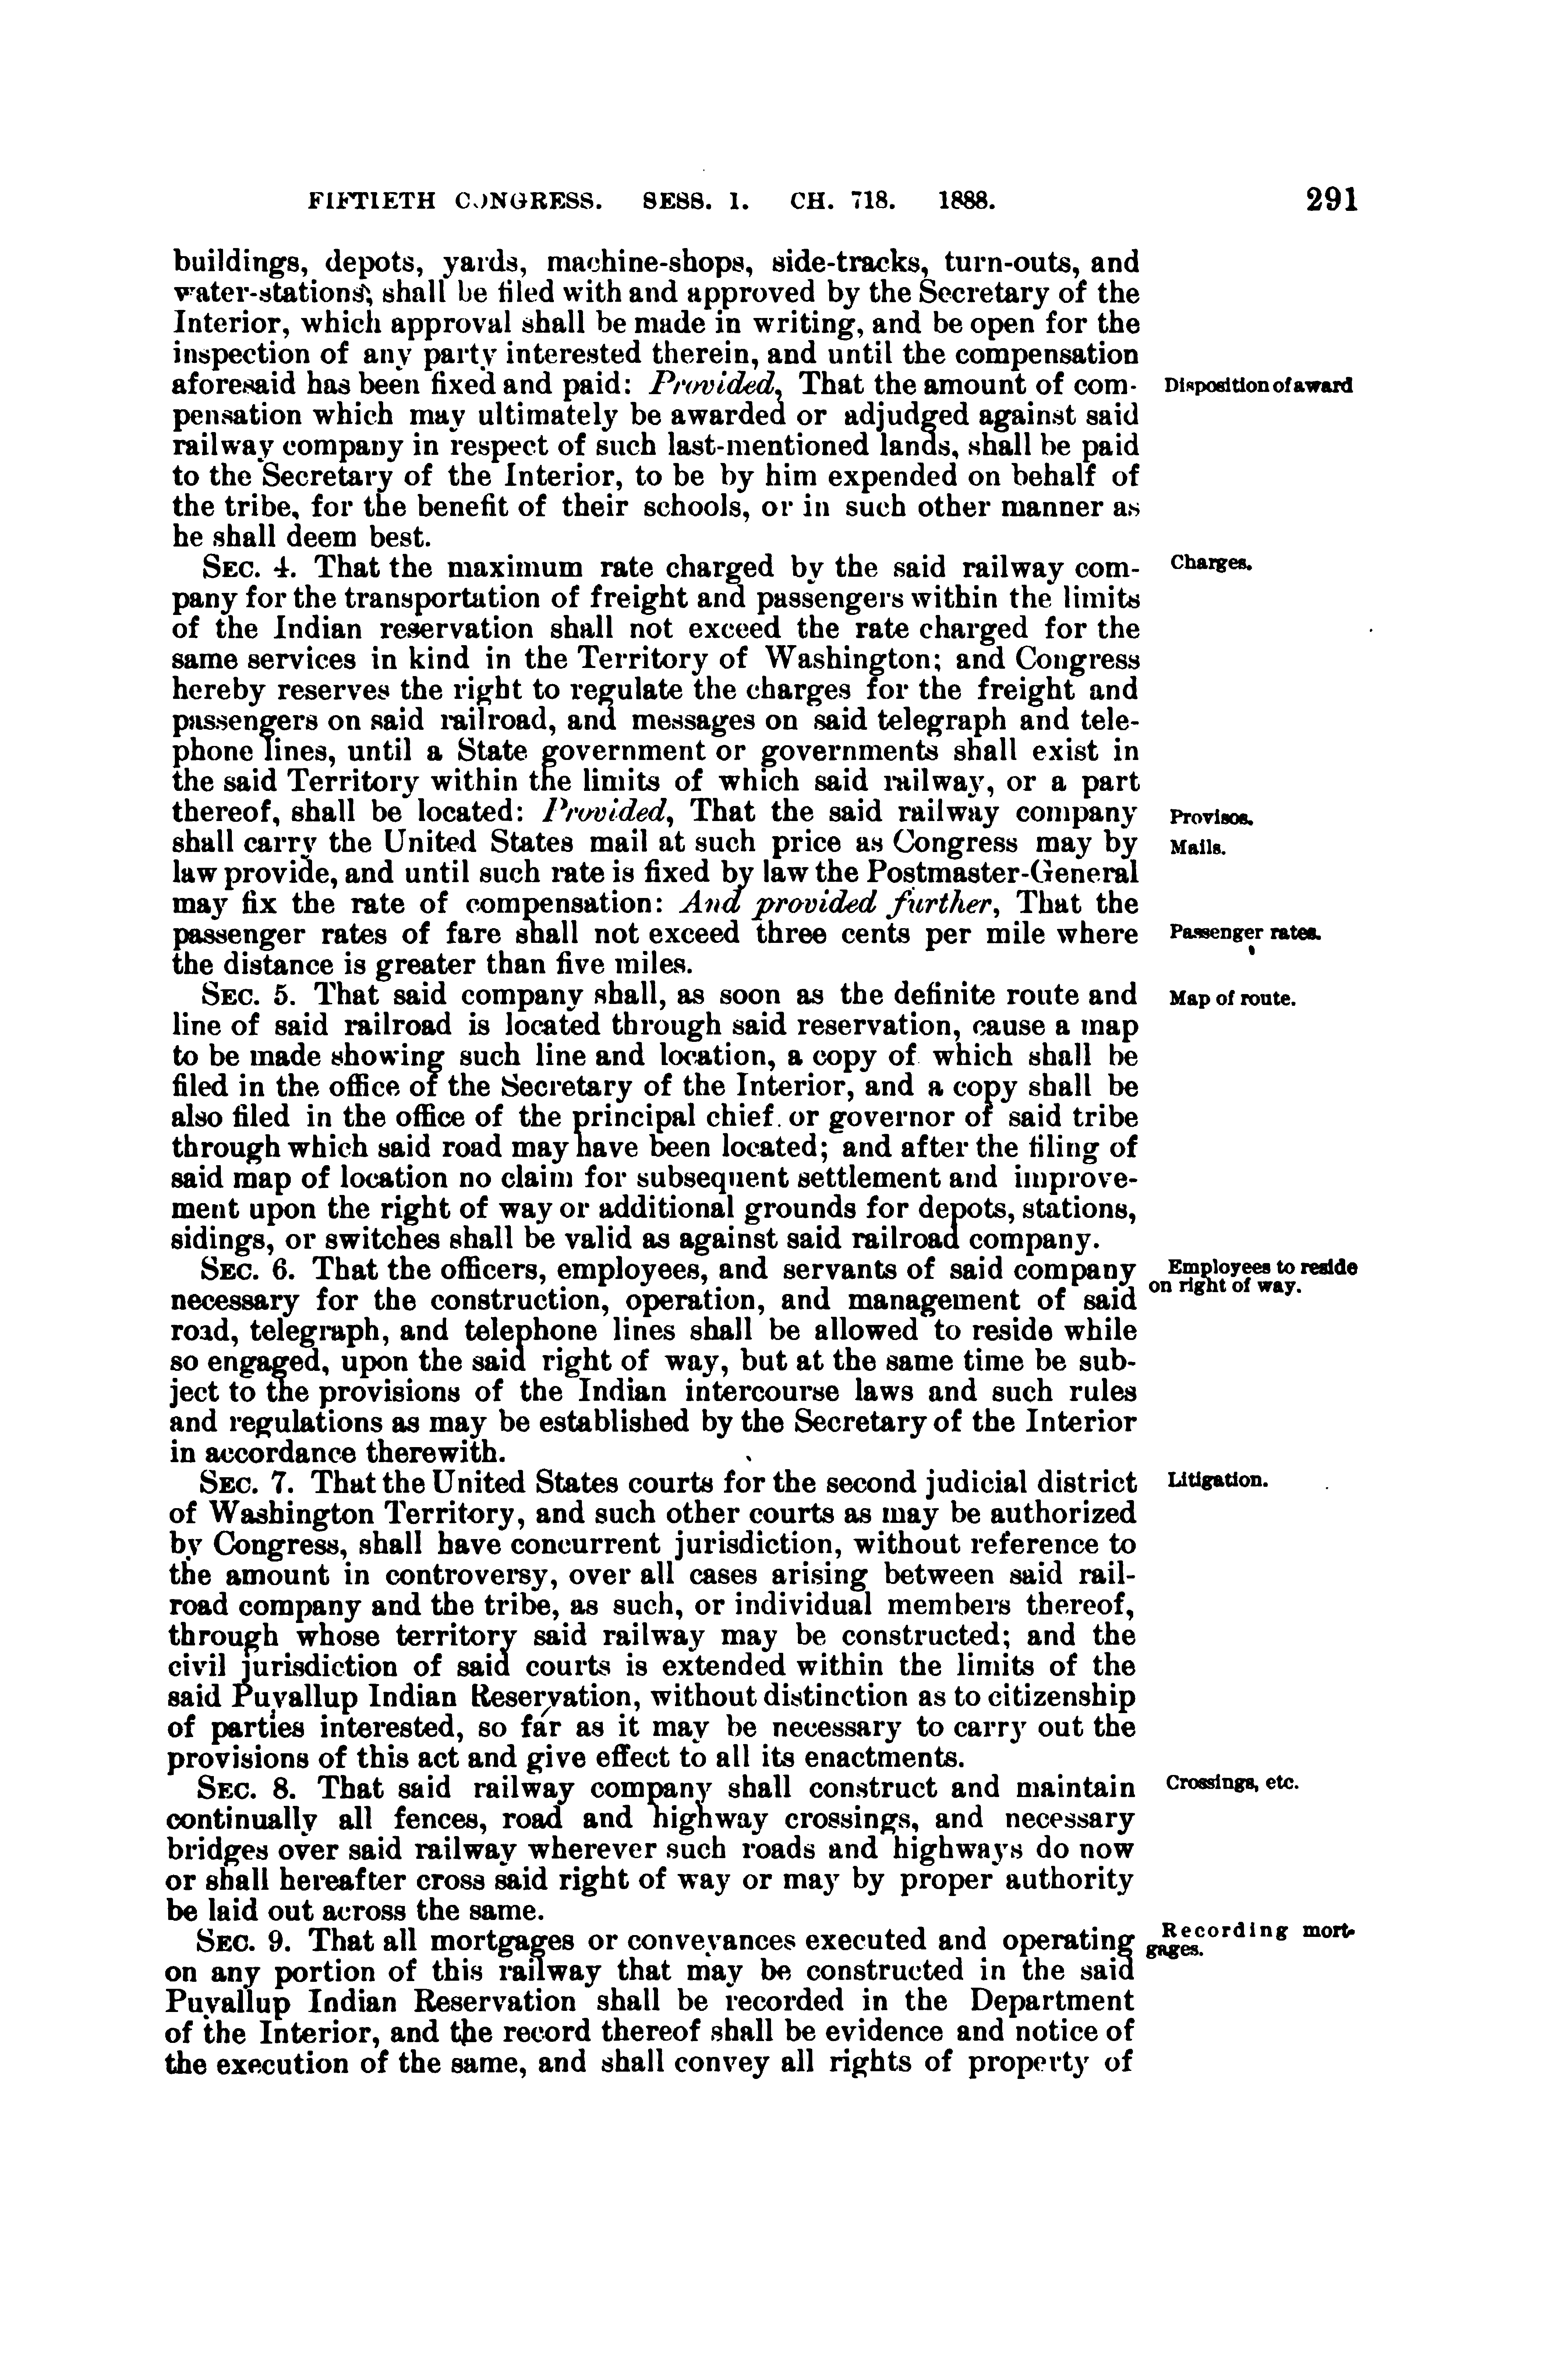 FIFTIETH CONGRESS. SESS. I. CH. 718. 1888. 291
buildings, depots, yards, machine-shops, side-tracks, turn-outs, and
water-stations, shall be filed with and approved by the Secretary of the
Interior, which approval shall be made in writing, and be open for the
inspection of any party interested therein, and until the compensation
aforesaid has been fixed and paid: Provided, That the amount of com-
Disposition of award
pensation which may ultimately be awarded or adjudged against said
railway company in respect of such last-mentioned lands, shall be paid
to the Secretary of the Interior, to be by him expended on behalf of
the tribe, for the benefit of their schools, or in such other manner as
he shall deem best.
SEC. 4. That the maximum rate charged by the said railway com-
Charges.
pany for the transportation of freight and passengers within the limits
of the Indian reservation shall not exceed the rate charged for the
same services in kind in the Territory of Washington; and Congress
hereby reserves the right to regulate the charges for the freight and
passengers on said railroad, and messages on said telegraph and tele-
phone lines, until a State government or governments shall exist in
the said Territory within the limits of which said railway, or a part
thereof, shall be located: Provided, That the said railway company
Provisos.
shall carry the United States mail at such price as Congress may by
Mails.
law provide, and until such rate is fixed by law the Postmaster-General
may fix the rate of compensation: And provided further, That the
passenger rates of fare shall not exceed three cents per mile where
Passenger rates.
the distance is greater than five miles.
SEC. 5. That said company shall, as soon as the definite route and
Map of route.
line of said railroad is located through said reservation, cause a map
to be made showing such line and location, a copy of which shall be
filed in the office of the Secretary of the Interior, and a copy shall be
also filed in the office of the principal chief or governor of said tribe
through which said road may have been located; and after the filing of
said map of location no claim for subsequent settlement and improve-
ment upon the right of way or additional grounds for depots, stations,
sidings, or switches shall be valid as against said railroad company.
SEC. 6. That the officers, employees, and servants of said company
Employees to reside
on right of way.
necessary for the construction, operation, and management of said
road, telegraph, and telephone lines shall be allowed to reside while
so engaged, upon the said right of way, but at the same time be sub-
ject to the provisions of the Indian intercourse laws and such rules
and regulations as may be established by the Secretary of the Interior
in accordance therewith.
SEC. 7. That the United States courts for the second judicial district
Litigation.
of Washington Territory, and such other courts as may be authorized
by Congress, shall have concurrent jurisdiction, without reference to
the amount in controversy, over all cases arising between said rail-
road company and the tribe, as such, or individual members thereof,
through whose territory said railway may be constructed; and the
civil jurisdiction of said courts is extended within the limits of the
said Puyallup Indian Reservation, without distinction as to citizenship
of parties interested, so far as it may be necessary to carry out the
provisions of this act and give effect to all its enactments.
SEC. 8. That said railway company shall construct and maintain
Crossings, etc.
continually all fences, road and highway crossings, and necessary
bridges over said railway wherever such roads and highways do now
or shall hereafter cross said right of way or may by proper authority
be laid out across the same.
SEC. 9. That all mortgages or conveyances executed and operating
Recording mort-
gages.
on any portion of this railway that may be constructed in the said
Puyallup Indian Reservation shall be recorded in the Department
of the Interior, and the record thereof shall be evidence and notice of
the execution of the same, and shall convey all rights of property of